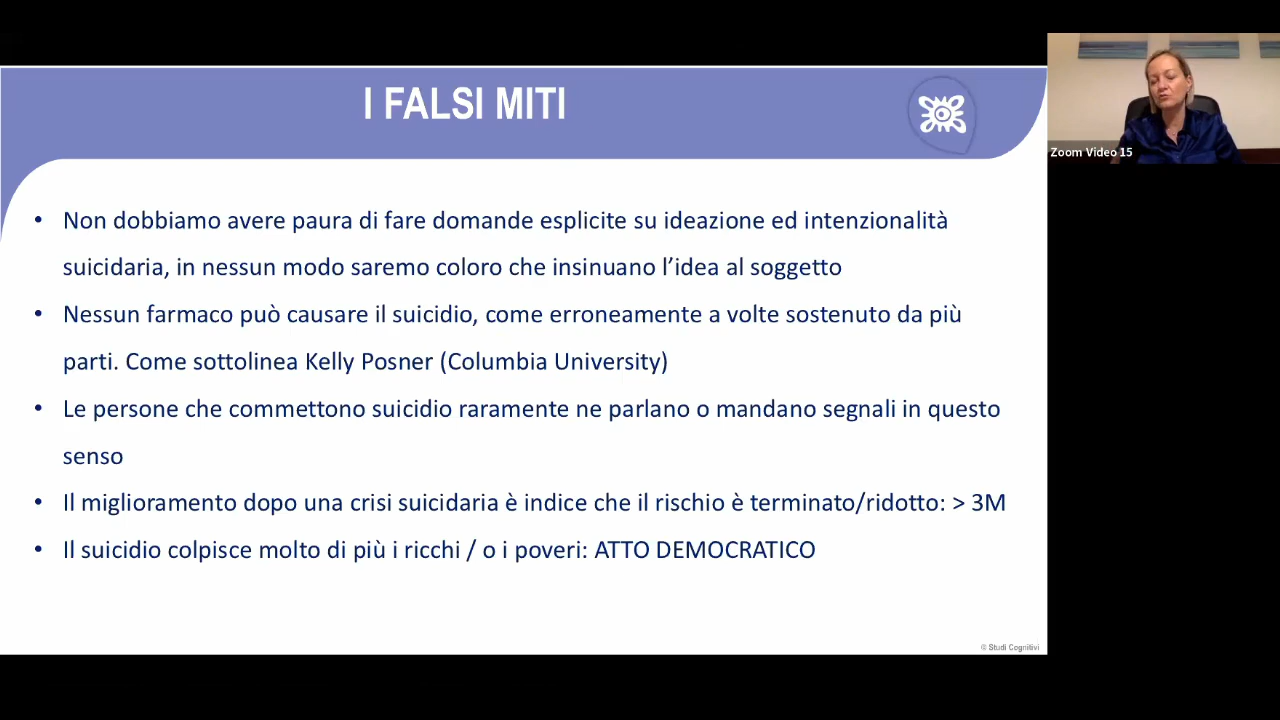 I FALSI MITI
Zoom Video 15
• Non dobbiamo avere paura di fare domande esplicite su ideazione ed intenzionalità
suicidaria, in nessun modo saremo coloro che insinuano l’idea al soggetto
• Nessun farmaco può causare il suicidio, come erroneamente a volte sostenuto da più
parti. Come sottolinea Kelly Posner (Columbia University)
• Le persone che commettono suicidio raramente ne parlano o mandano segnali in questo
senso
• Il miglioramento dopo una crisi suicidaria è indice che il rischio è terminato/ridotto: > 3M
• Il suicidio colpisce molto di più i ricchi / o i poveri: ATTO DEMOCRATICO
© Studi Cognitivi